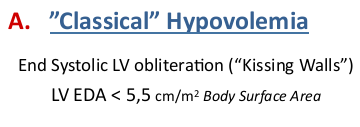 A. ”Classical” Hypovolemia
End Systolic LV obliteration (“Kissing Walls”)
LV EDA < 5,5 cm/m² Body Surface Area